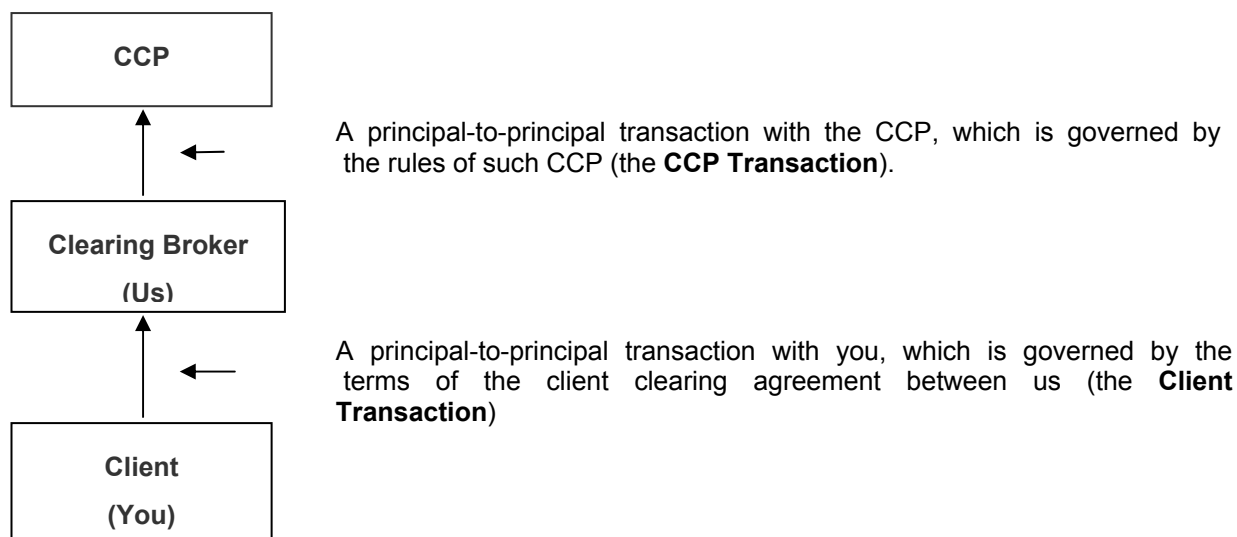 CCP
A principal-to-principal transaction with the CCP, which is governed by
the rules of such CCP (the CCP Transaction).
Clearing Broker
(Us)
A principal-to-principal transaction with you, which is governed by the
terms of the client clearing agreement between us (the Client
Transaction)
Client
(You)